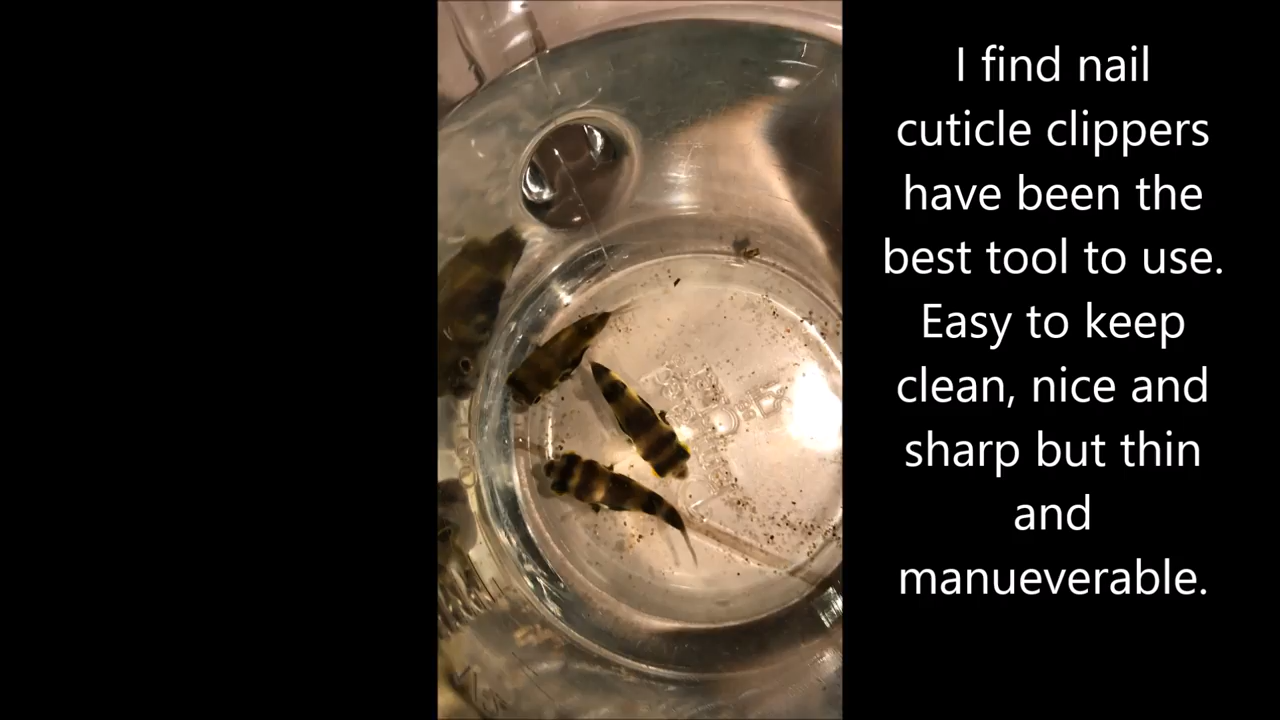 I find nail
cuticle clippers
have been the
best tool to use.
Easy to keep
clean, nice and
sharp but thin
and
manueverable.